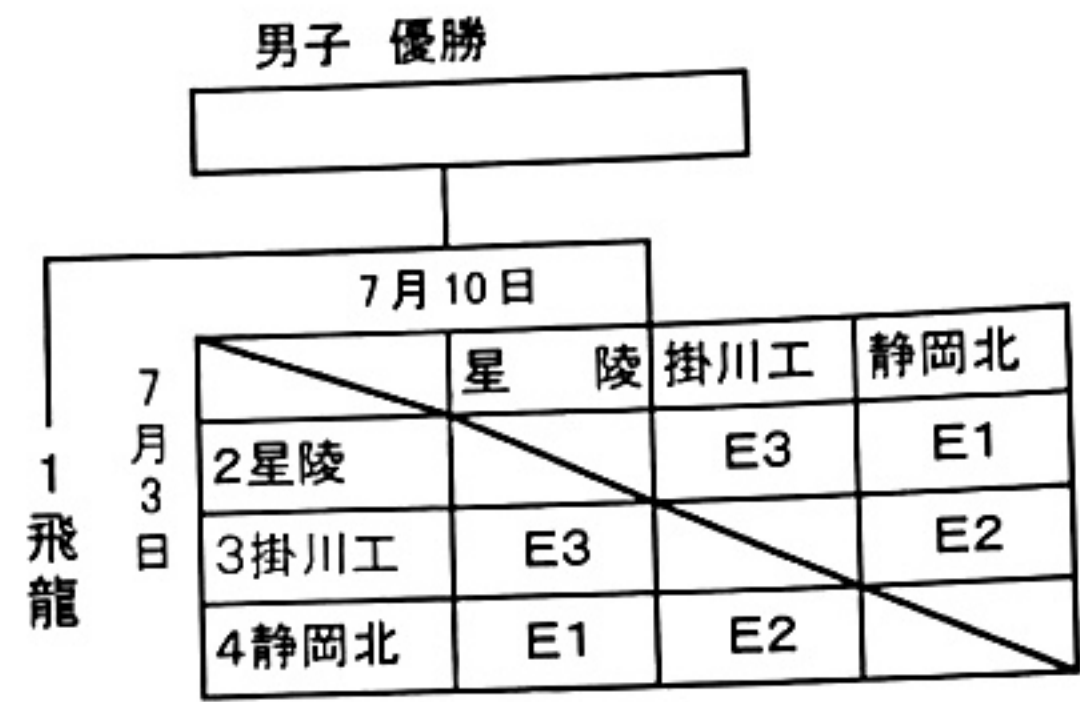 男子 優勝
7月10日
1飛龍
7月3日
星 陵 掛川工 静岡北
2星陵 E3 E1
3掛川工 E3 E2
4静岡北 E1 E2